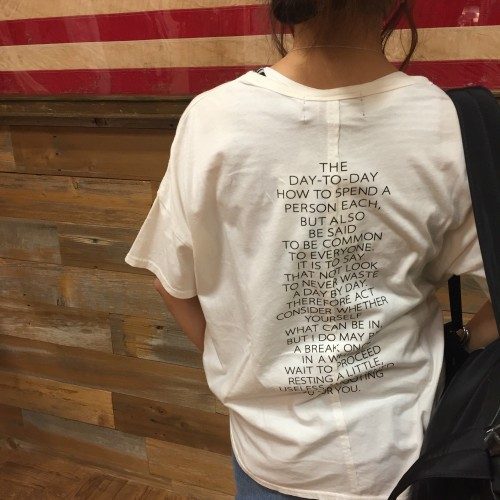 THE
DAY-TO-DAY
HOW TO SPEND A
PERSON EACH,
BUT ALSO
BE SAID
TO BE COMMON
TO EVERYONE.
IT IS TO SAY
THAT NOT LOOK
TO NEVER WASTE
A DAY BY DAY.
THEREFORE ACT
CONSIDER WHETHER
YOURSELF
WHAT CAN BE IN.
BUT I DO MAY
A BREAK ONCE
IN A
WAIT TO PROCEED
RESTING A LITTLE,
USELESS
FOR YOU.